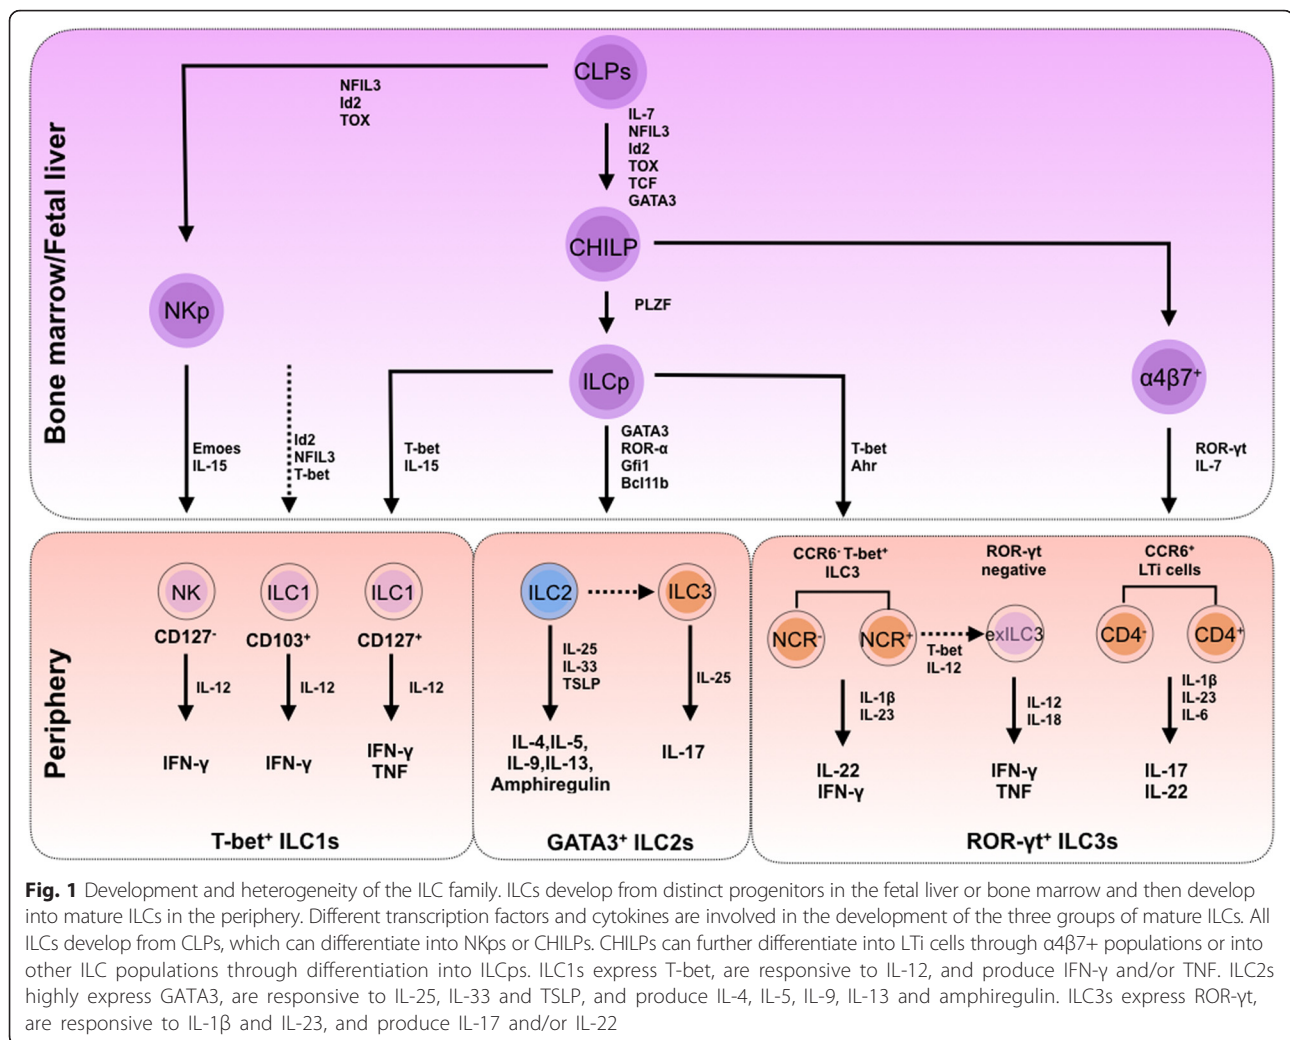 CLPs
NFIL3
Id2
TOX
IL-7
NFIL3
Id2
TOX
TCF
GATA3
Bone marrow/Fetal liver
CHILP
NKp
PLZF
ILCp
α4β7⁺
Emoes
IL-15
Id2
NFIL3
T-bet
T-bet
IL-15
GATA3
ROR-α
Gfi1
Bcl11b
T-bet
Ahr
ROR-γt
IL-7
Periphery
NK
CD127⁻
IL-12
IFN-γ
ILC1
CD103⁺
IL-12
IFN-γ
ILC1
CD127⁺
IL-12
IFN-γ
TNF
T-bet⁺ ILC1s
ILC2
IL-25
IL-33
TSLP
IL-4,IL-5,
IL-9,IL-13,
Amphiregulin
ILC3
IL-25
IL-17
GATA3⁺ ILC2s
CCR6⁻ T-bet⁺
ILC3
NCR⁻
NCR⁺
IL-1β
IL-23
IL-22
IFN-γ
T-bet
IL-12
ROR-γt
negative
exILC3
IL-12
IL-18
IFN-γ
TNF
CCR6⁺
LTi cells
CD4⁻
CD4⁺
IL-1β
IL-23
IL-6
IL-17
IL-22
ROR-γt⁺ ILC3s
Fig. 1 Development and heterogeneity of the ILC family. ILCs develop from distinct progenitors in the fetal liver or bone marrow and then develop
into mature ILCs in the periphery. Different transcription factors and cytokines are involved in the development of the three groups of mature ILCs. All
ILCs develop from CLPs, which can differentiate into NKps or CHILPs. CHILPs can further differentiate into LTi cells through α4β7+ populations or into
other ILC populations through differentiation into ILCps. ILC1s express T-bet, are responsive to IL-12, and produce IFN-γ and/or TNF. ILC2s
highly express GATA3, are responsive to IL-25, IL-33 and TSLP, and produce IL-4, IL-5, IL-9, IL-13 and amphiregulin. ILC3s express ROR-γt,
are responsive to IL-1β and IL-23, and produce IL-17 and/or IL-22